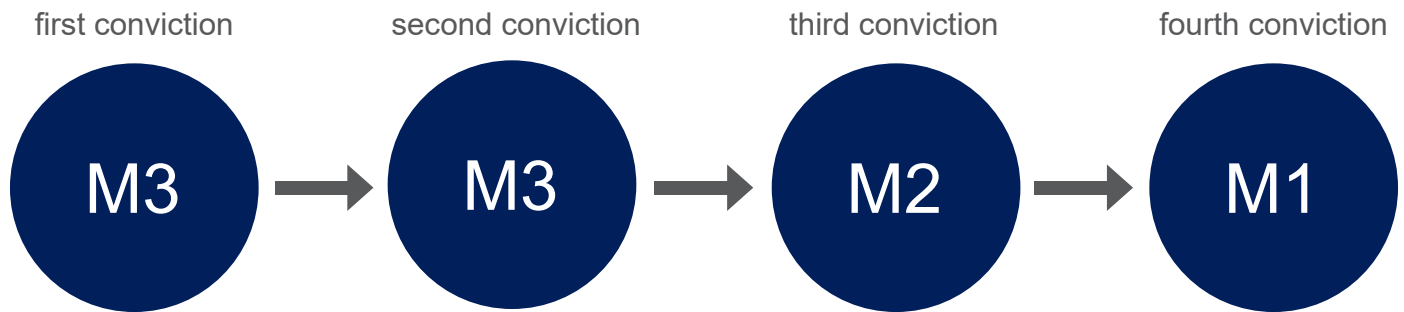 first conviction
second conviction
third conviction
fourth conviction
M3
M3
M2
M1